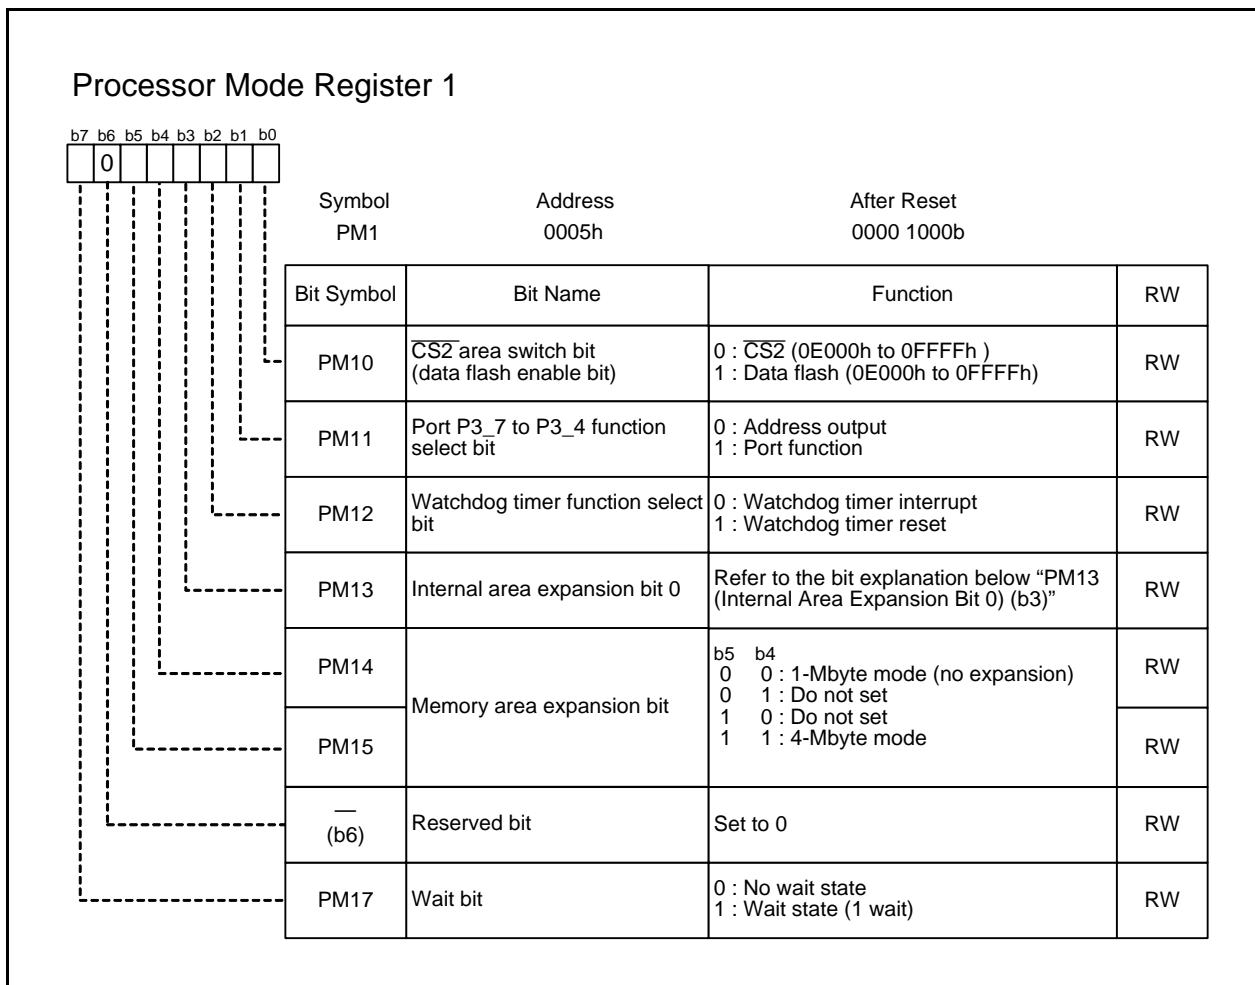 Processor Mode Register 1
b7 b6 b5 b4 b3 b2 b1 b0
0
Symbol Address After Reset
PM1 0005h 0000 1000b
Bit Symbol Bit Name Function RW
PM10 CS2 area switch bit 0 : CS2 (0E000h to 0FFFFh ) RW
(data flash enable bit) 1 : Data flash (0E000h to 0FFFFh)
PM11 Port P3_7 to P3_4 function 0 : Address output RW
select bit 1 : Port function
PM12 Watchdog timer function select 0 : Watchdog timer interrupt RW
bit 1 : Watchdog timer reset
PM13 Internal area expansion bit 0 Refer to the bit explanation below “PM13 RW
(Internal Area Expansion Bit 0) (b3)”
PM14 Memory area expansion bit b5 b4 RW
0 0 : 1-Mbyte mode (no expansion)
0 1 : Do not set
1 0 : Do not set
1 1 : 4-Mbyte mode
PM15 RW
— Reserved bit Set to 0 RW
(b6)
PM17 Wait bit 0 : No wait state RW
1 : Wait state (1 wait)